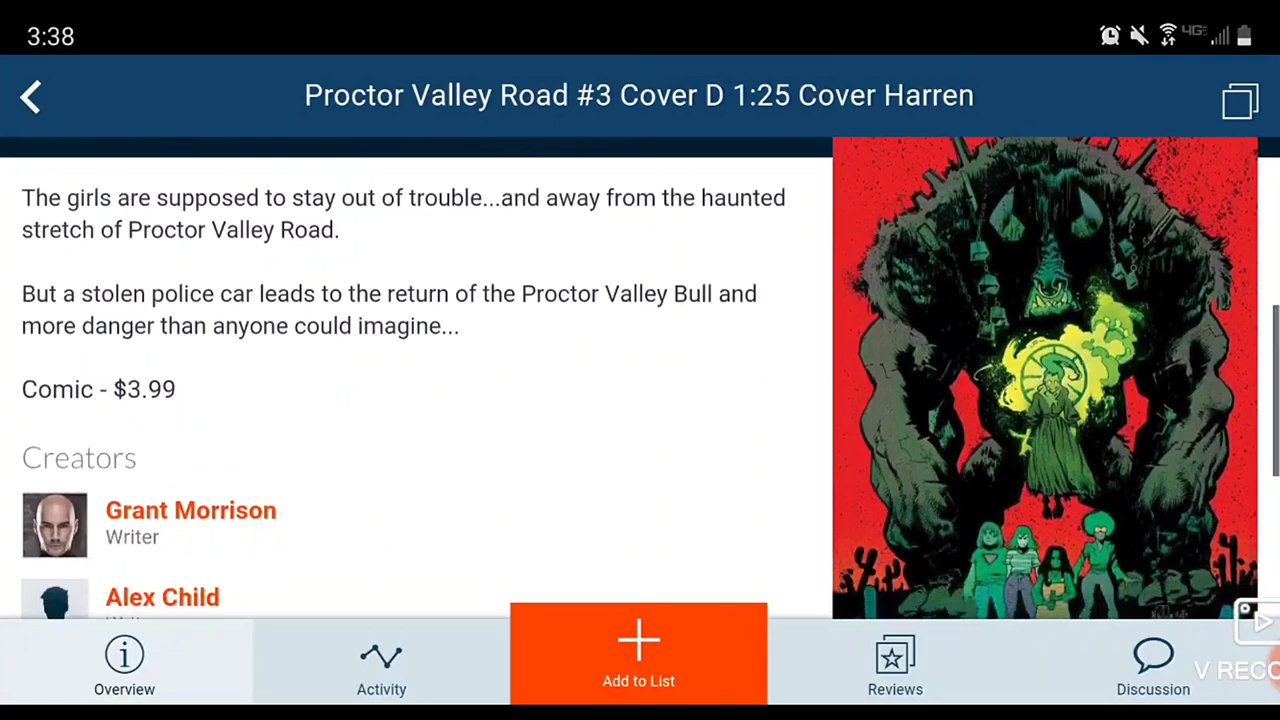 3:38
4G
Proctor Valley Road #3 Cover D 1:25 Cover Harren
The girls are supposed to stay out of trouble...and away from the haunted
stretch of Proctor Valley Road.
But a stolen police car leads to the return of the Proctor Valley Bull and
more danger than anyone could imagine...
Comic - $3.99
Creators
Grant Morrison
Writer
Alex Child
Overview
Activity
Add to List
Reviews
Discussion
V RECO